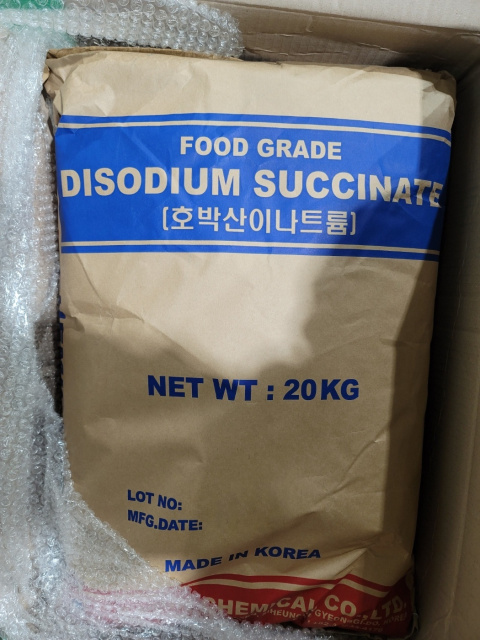 FOOD GRADE
DISODIUM SUCCINATE
[호박산이나트륨]
NET WT : 20KG
LOT NO:
MFG.DATE:
MADE IN KOREA
CHEMICAL CO., LTD.